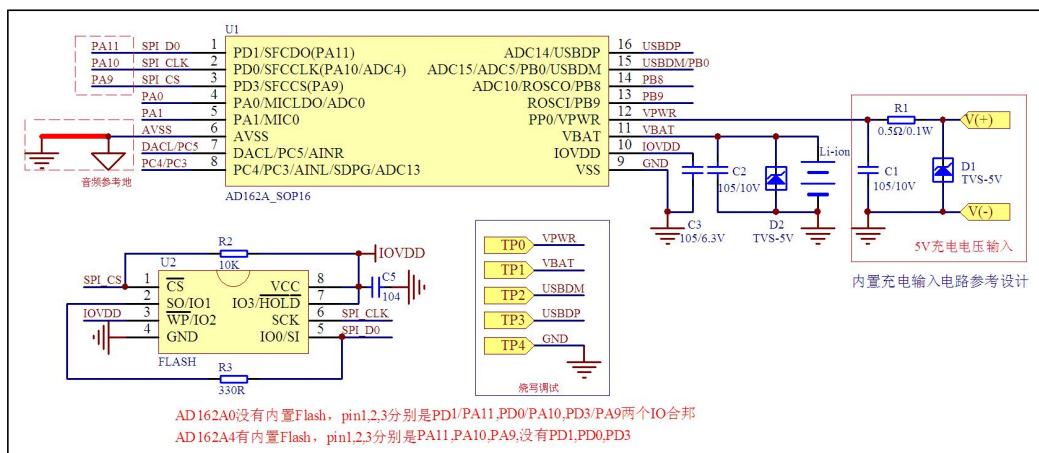 U1
PA11 SPI_D0 1 PD1/SFCDO(PA11) ADC14/USBDP 16 USBDP
PA10 SPI_CLK 2 PD0/SFCCLK(PA10/ADC4) ADC15/ADC5/PB0/USBDM 15 USBDM/PB0
PA9 SPI_CS 3 PD3/SFCCS(PA9) ADC10/ROSCO/PB8 14 PB8
PA0 4 PA0/MICLDO/ADC0 ROSCI/PB9 13 PB9
PA1 5 PA1/MIC0 PP0/VPWR 12 VPWR
AVSS 6 AVSS VBAT 11 VBAT
DACL/PC5 7 DACL/PC5/AINR IOVDD 10 IOVDD
PC4/PC3 8 PC4/PC3/AINL/SDPG/ADC13 VSS 9 GND
AD162A_SOP16
音频参考地
C3
105/6.3V
C2
105/10V
D2
TVS-5V
Li-ion
R1
0.5Ω/0.1W
V(+)
C1
105/10V
D1
TVS-5V
V(-)
5V充电电压输入
内置充电输入电路参考设计
R2
10K
IOVDD
U2
SPI_CS 1 CS VCC 8
2 SO/IO1 IO3/HOLD 7
IOVDD 3 WP/IO2 SCK 6 SPI_CLK
4 GND IO0/SI 5 SPI_D0
FLASH
C5
104
R3
330R
TP0 VPWR
TP1 VBAT
TP2 USBDM
TP3 USBDP
TP4 GND
烧写调试
AD162A0没有内置Flash，pin1,2,3分别是PD1/PA11,PD0/PA10,PD3/PA9两个IO合邦
AD162A4有内置Flash，pin1,2,3分别是PA11,PA10,PA9,没有PD1,PD0,PD3